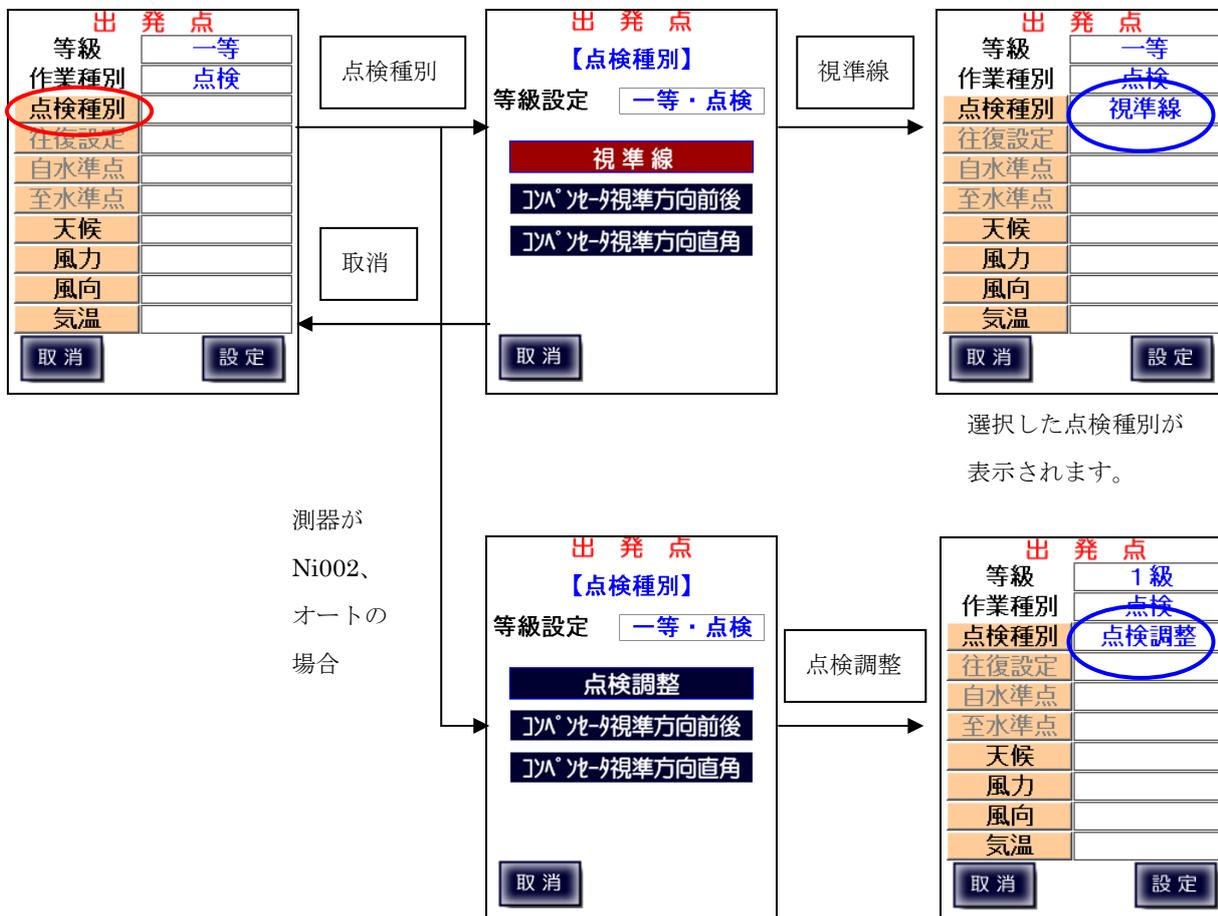 出 発 点
等級 一等
作業種別 点検
点検種別
往復設定
自水準点
至水準点
天候
風力
風向
気温
取消 設定
点検種別
取消
出 発 点
【点検種別】
等級設定 一等・点検
視準線
ｺﾝﾍﾟﾝｾｰﾀ視準方向前後
ｺﾝﾍﾟﾝｾｰﾀ視準方向直角
取消
視準線
出 発 点
等級 一等
作業種別 点検
点検種別 視準線
往復設定
自水準点
至水準点
天候
風力
風向
気温
取消 設定
選択した点検種別が
表示されます。
測器が
Ni002、
オートの
場合
出 発 点
【点検種別】
等級設定 一等・点検
点検調整
ｺﾝﾍﾟﾝｾｰﾀ視準方向前後
ｺﾝﾍﾟﾝｾｰﾀ視準方向直角
取消
点検調整
出 発 点
等級 １級
作業種別 点検
点検種別 点検調整
往復設定
自水準点
至水準点
天候
風力
風向
気温
取消 設定